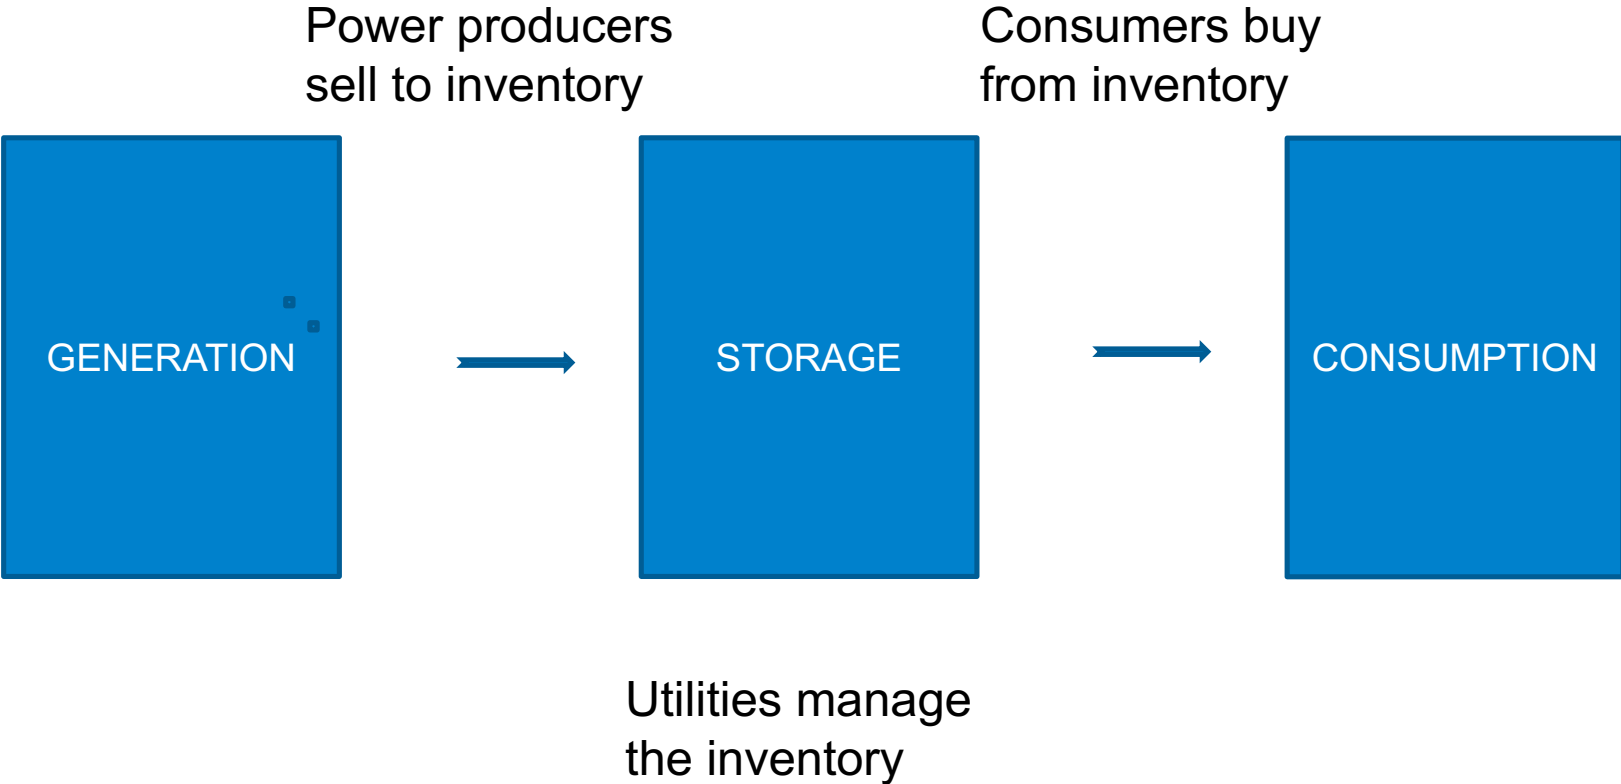 Power producers
sell to inventory
Consumers buy
from inventory
GENERATION
STORAGE
CONSUMPTION
Utilities manage
the inventory